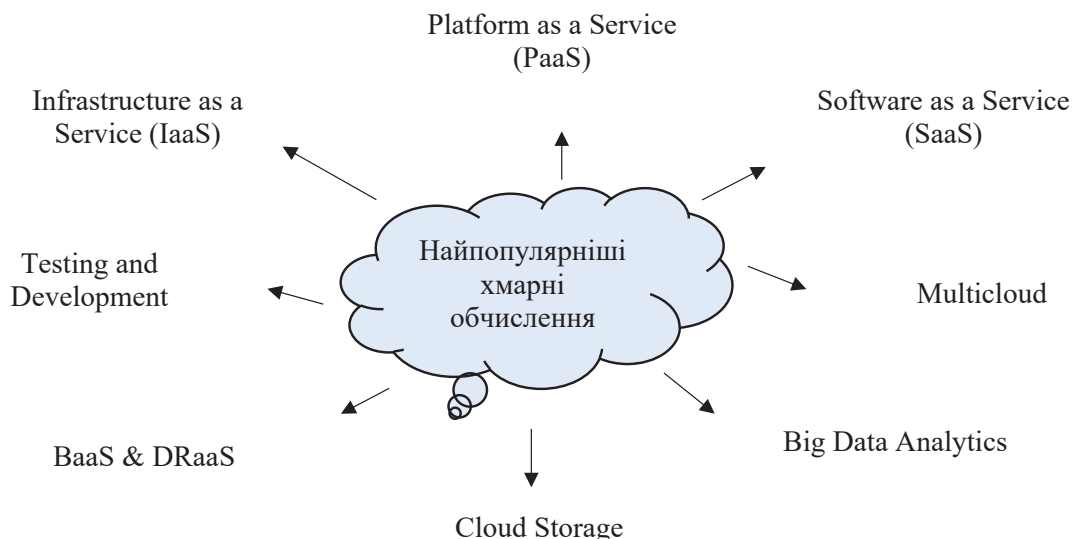 Platform as a Service
(PaaS)
Infrastructure as a
Service (IaaS)
Software as a Service
(SaaS)
Найпопулярніші
хмарні
обчислення
Testing and
Development
Multicloud
BaaS & DRaaS
Big Data Analytics
Cloud Storage